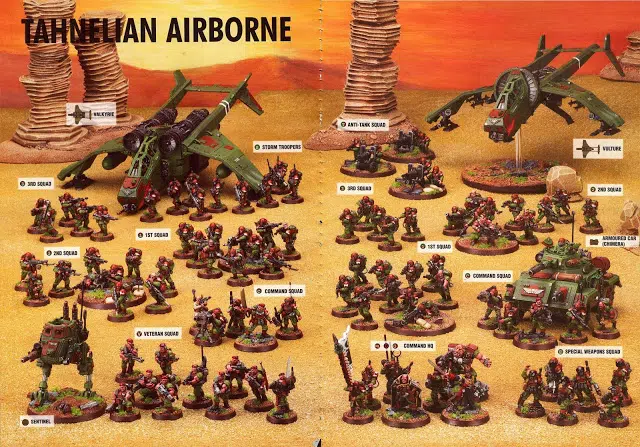 TAHNELIAN AIRBORNE
VALKYRIE
STORM TROOPERS
3RD SQUAD
1ST SQUAD
2ND SQUAD
COMMAND SQUAD
VETERAN SQUAD
SENTINEL
ANTI-TANK SQUAD
VULTURE
3RD SQUAD
2ND SQUAD
1ST SQUAD
ARMOURED CAR
(CHIMERA)
COMMAND SQUAD
COMMAND HQ
SPECIAL WEAPONS SQUAD